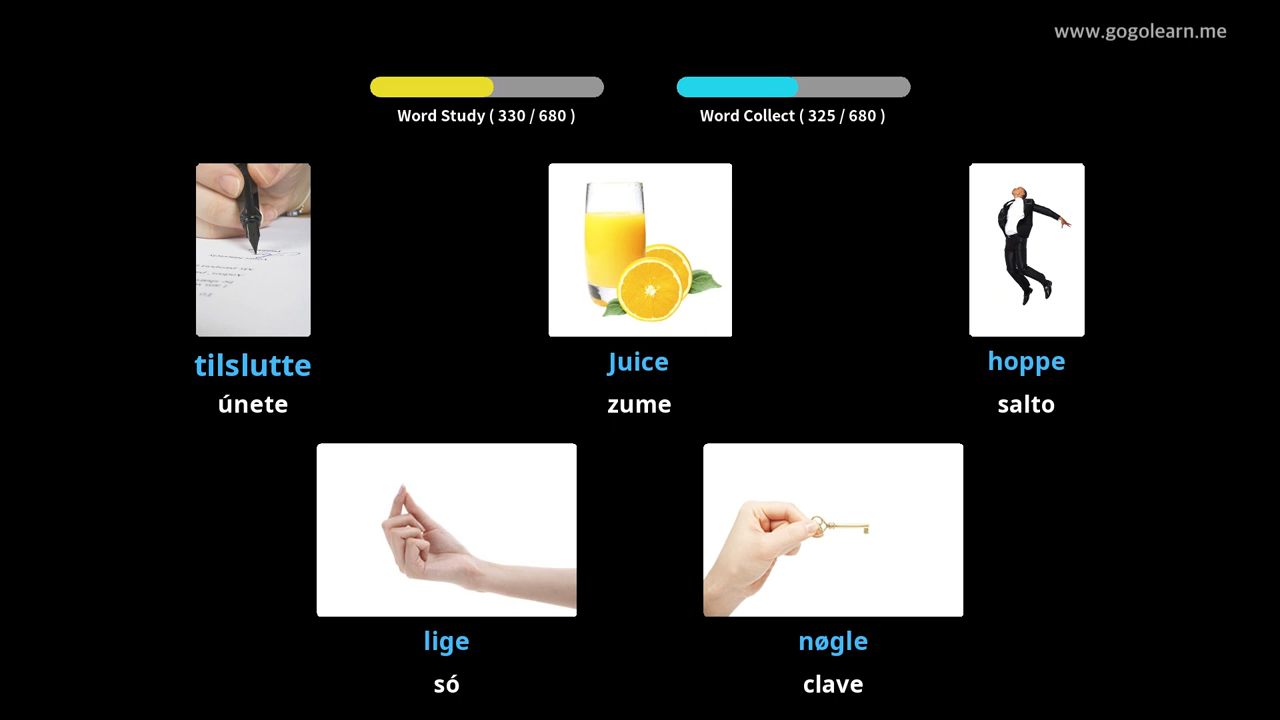 www.gogolearn.me
Word Study ( 330 / 680 )
Word Collect ( 325 / 680 )
tilslutte
Juice
hoppe
únete
zume
salto
lige
nøgle
só
clave